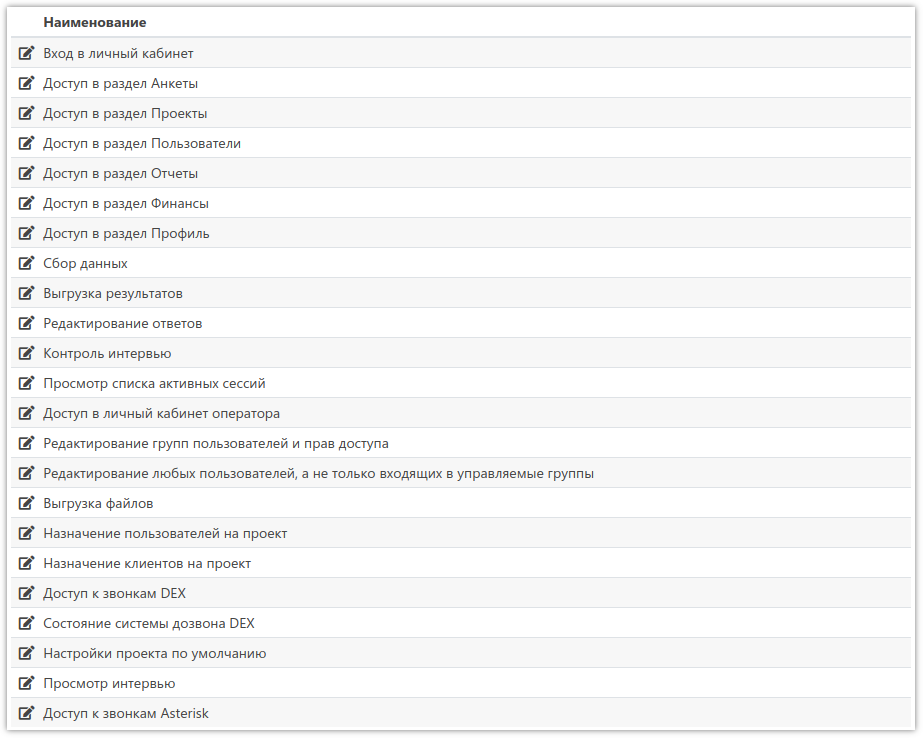 Наименование
Вход в личный кабинет
Доступ в раздел Анкеты
Доступ в раздел Проекты
Доступ в раздел Пользователи
Доступ в раздел Отчеты
Доступ в раздел Финансы
Доступ в раздел Профиль
Сбор данных
Выгрузка результатов
Редактирование ответов
Контроль интервью
Просмотр списка активных сессий
Доступ в личный кабинет оператора
Редактирование групп пользователей и прав доступа
Редактирование любых пользователей, а не только входящих в управляемые группы
Выгрузка файлов
Назначение пользователей на проект
Назначение клиентов на проект
Доступ к звонкам DEX
Состояние системы дозвона DEX
Настройки проекта по умолчанию
Просмотр интервью
Доступ к звонкам Asterisk